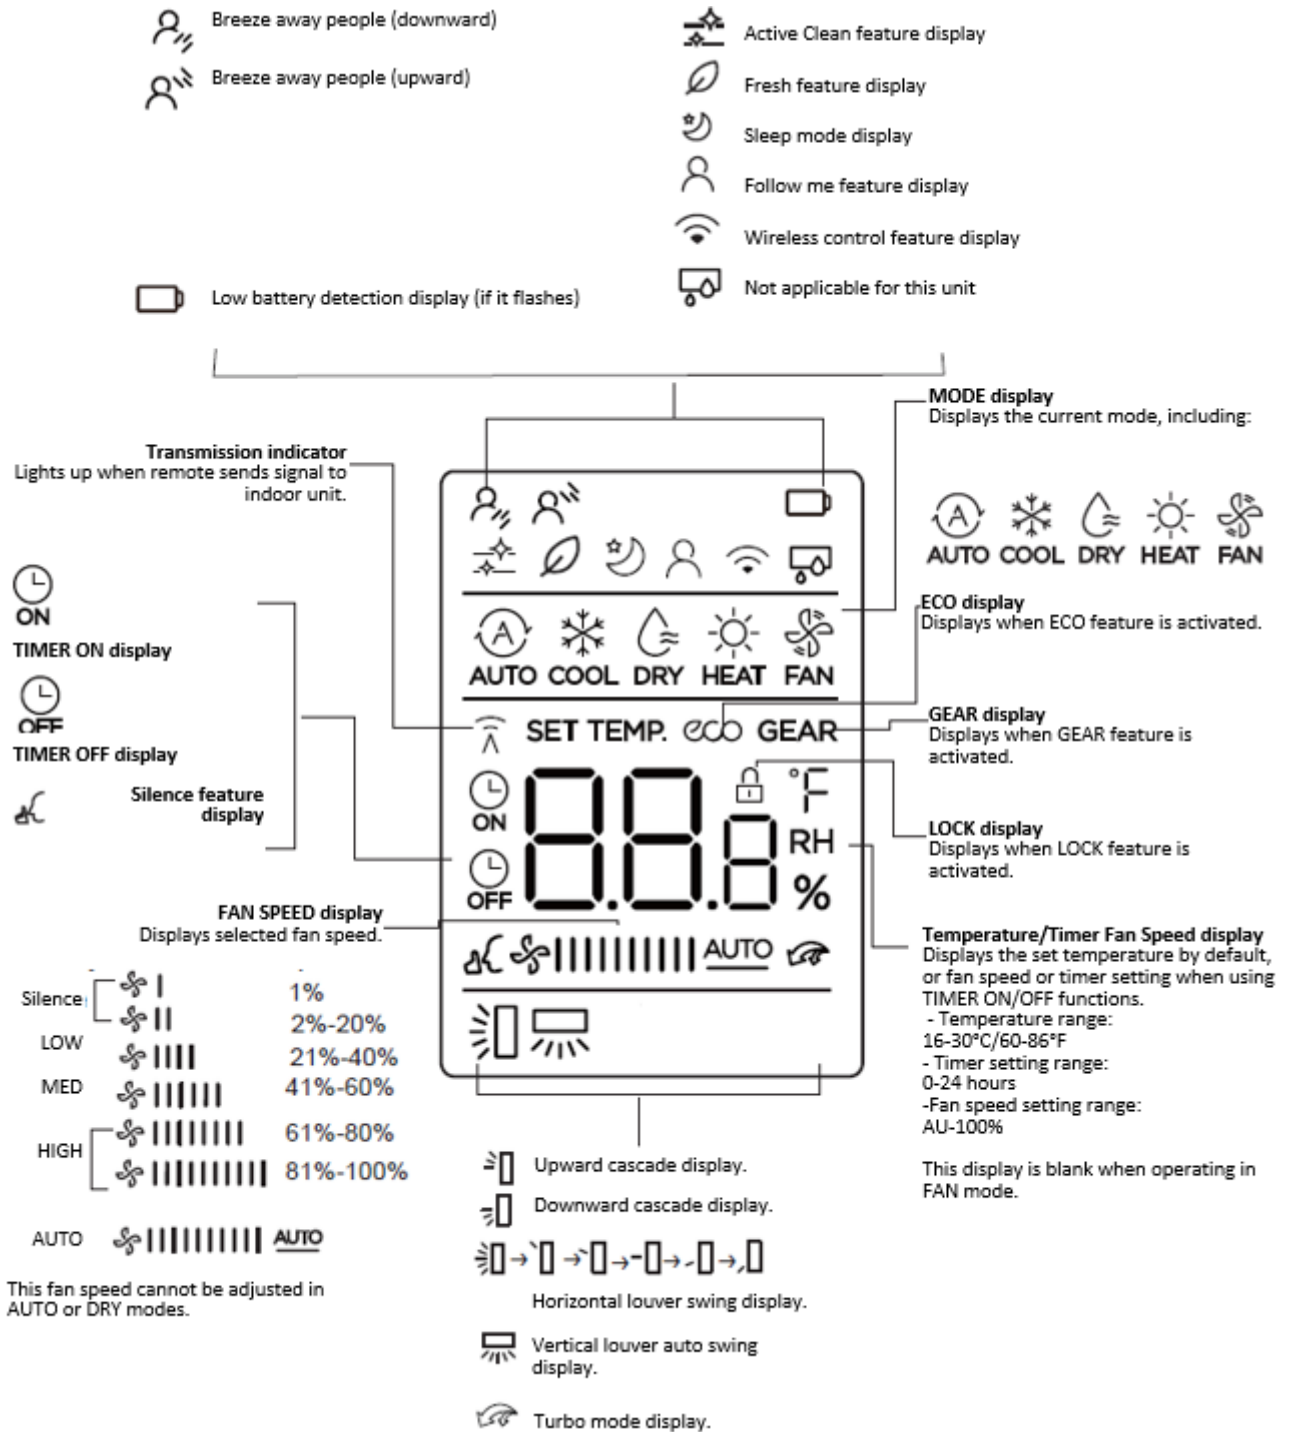 Breeze away people (downward)
Breeze away people (upward)
Low battery detection display (if it flashes)
Active Clean feature display
Fresh feature display
Sleep mode display
Follow me feature display
Wireless control feature display
Not applicable for this unit
MODE display
Displays the current mode, including:
A
AUTO COOL DRY HEAT FAN
Transmission indicator
Lights up when remote sends signal to
indoor unit.
ON
TIMER ON display
OFF
TIMER OFF display
Silence feature
display
FAN SPEED display
Displays selected fan speed.
A
AUTO COOL DRY HEAT FAN
SET TEMP. eco GEAR
ON
OFF
88.8
°F
RH
%
AUTO
ECO display
Displays when ECO feature is activated.
GEAR display
Displays when GEAR feature is
activated.
LOCK display
Displays when LOCK feature is
activated.
Temperature/Timer Fan Speed display
Displays the set temperature by default,
or fan speed or timer setting when using
TIMER ON/OFF functions.
- Temperature range:
16-30°C/60-86°F
- Timer setting range:
0-24 hours
-Fan speed setting range:
AU-100%
This display is blank when operating in
FAN mode.
Silence
1%
2%-20%
LOW 21%-40%
MED 41%-60%
HIGH
61%-80%
81%-100%
AUTO AUTO
This fan speed cannot be adjusted in
AUTO or DRY modes.
Upward cascade display.
Downward cascade display.
Horizontal louver swing display.
Vertical louver auto swing
display.
Turbo mode display.